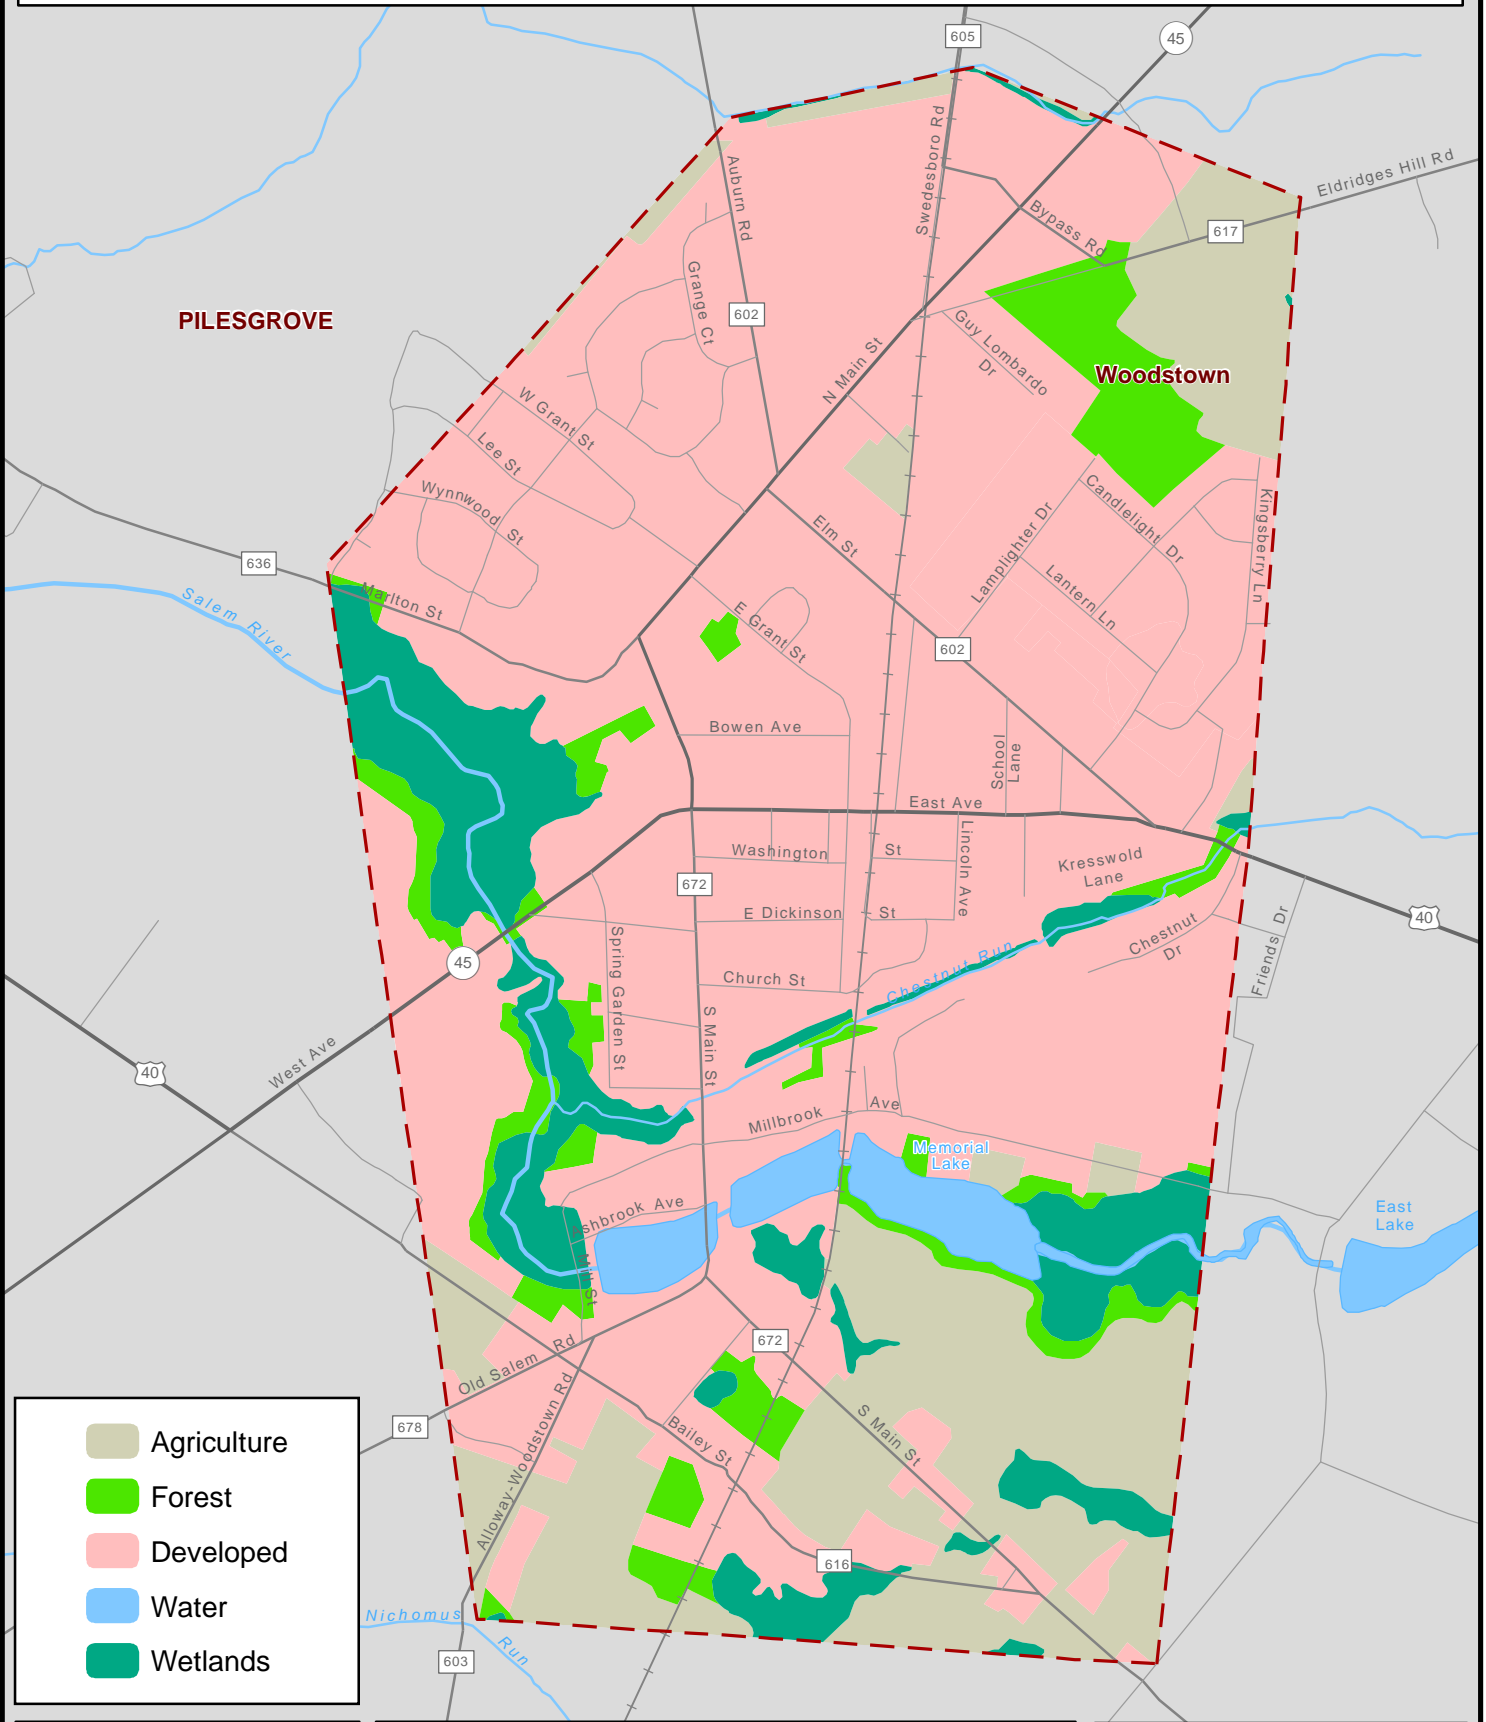 605
45
Eldridges Hill Rd
Swedesboro Rd
Auburn Rd
Bypass Rd
617
Grange Ct
602
PILESGROVE
Guy Lombardo
Dr
N Main St
Woodstown
W Grant St
Lee St
Wynnwood St
Elm St
Candlelight Dr
Kingsberry Ln
Lamplighter Dr
636
Lantern Ln
Marlton St
Salem River
E Grant St
602
Bowen Ave
School
Lane
East Ave
Washington St
Lincoln Ave
Kresswold
Lane
672
E Dickinson St
Chestnut
Dr
40
Friends Dr
45
Spring Garden St
Church St
Chestnut Run
S Main St
40
West Ave
Millbrook Ave
Memorial
Lake
Ashbrook Ave
East
Lake
Mill St
672
Old Salem Rd
Alloway-Woodstown Rd
678
Bailey St
S Main St
Agriculture
Forest
Developed
Water
Wetlands
616
Nichomus
Run
603